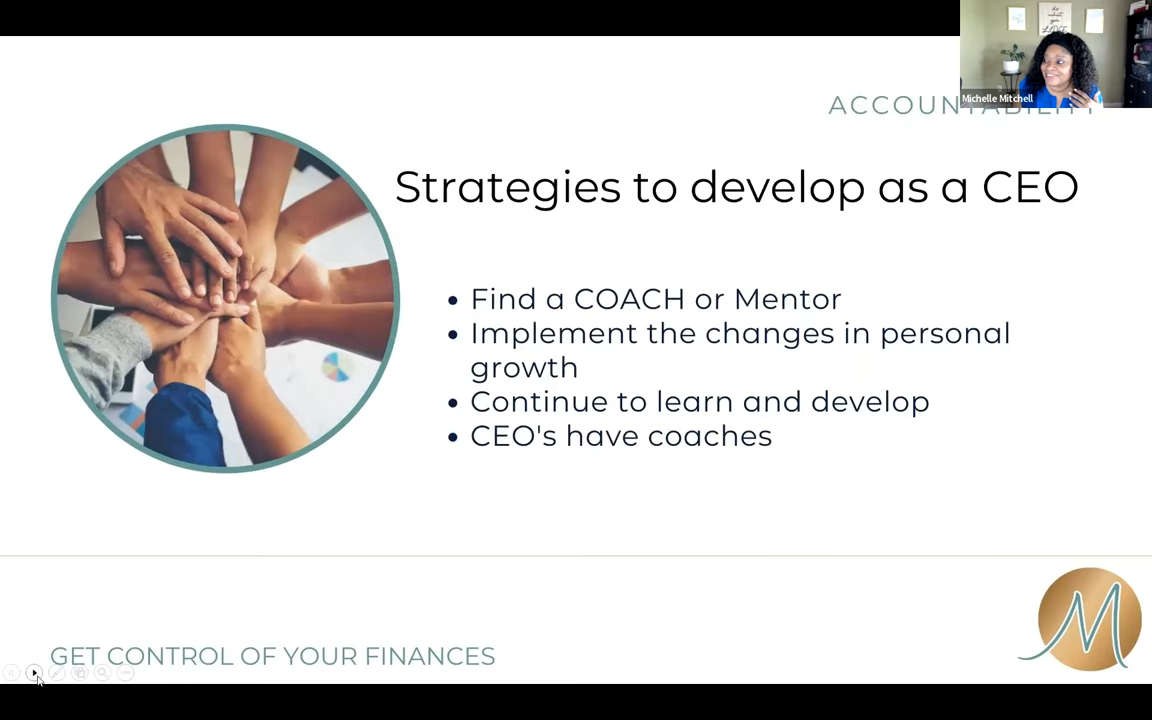 Michelle Mitchell
ACCOUNTABILITY
Strategies to develop as a CEO
• Find a COACH or Mentor
• Implement the changes in personal
growth
• Continue to learn and develop
• CEO's have coaches
M
GET CONTROL OF YOUR FINANCES